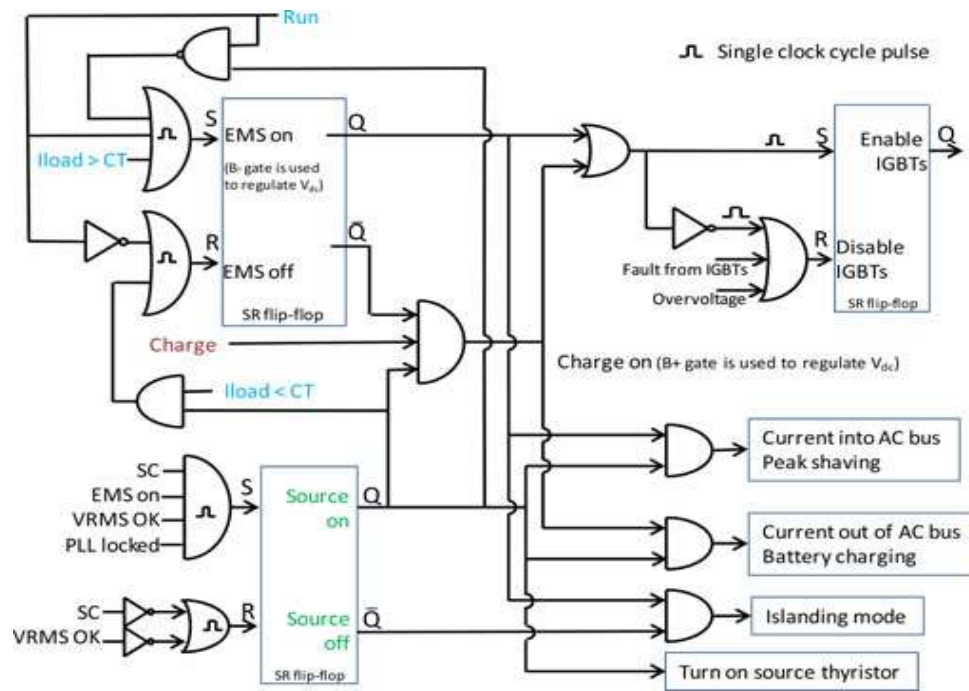 Run
Single clock cycle pulse
S
EMS on
Q
(B- gate is used
to regulate Vdc)
Iload > CT
S
Enable
IGBTs
Q
R
EMS off
Q̄
SR flip-flop
Fault from IGBTs
Overvoltage
R
Disable
IGBTs
SR flip-flop
Charge
Charge on (B+ gate is used to regulate Vdc)
Iload < CT
SC
EMS on
VRMS OK
PLL locked
S
Source
on
Q
Current into AC bus
Peak shaving
Current out of AC bus
Battery charging
SC
VRMS OK
R
Source
off
Q̄
SR flip-flop
Islanding mode
Turn on source thyristor